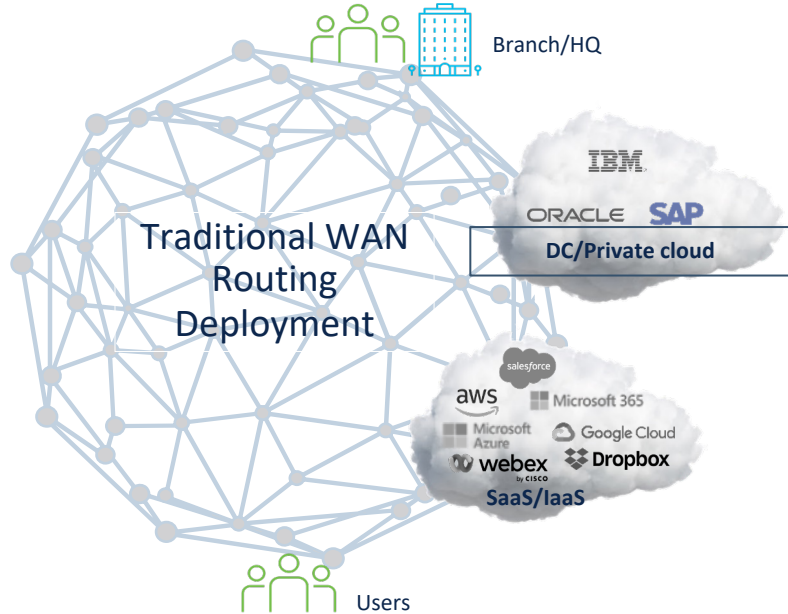 Branch/HQ
IBM
ORACLE SAP
DC/Private cloud
Traditional WAN
Routing
Deployment
salesforce
aws Microsoft 365
Microsoft
Azure
Google Cloud
webex
by CISCO
Dropbox
SaaS/IaaS
Users